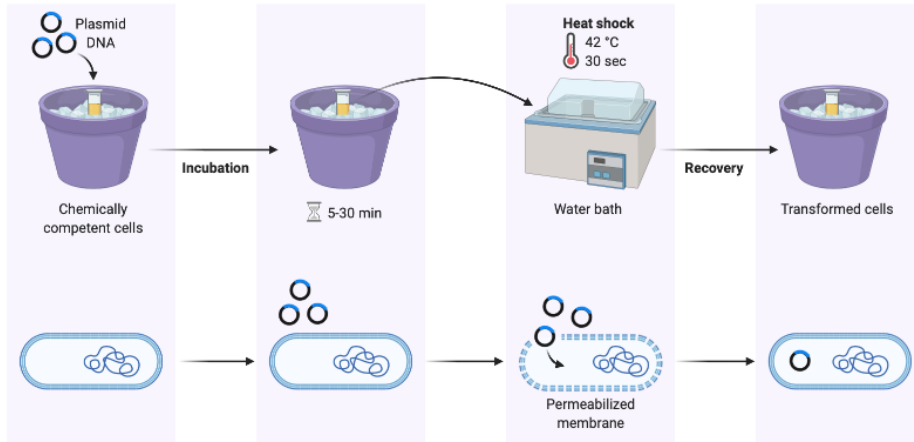 Plasmid
DNA
Chemically
competent cells
Incubation
5-30 min
Heat shock
42 °C
30 sec
Water bath
Recovery
Transformed cells
Permeabilized
membrane